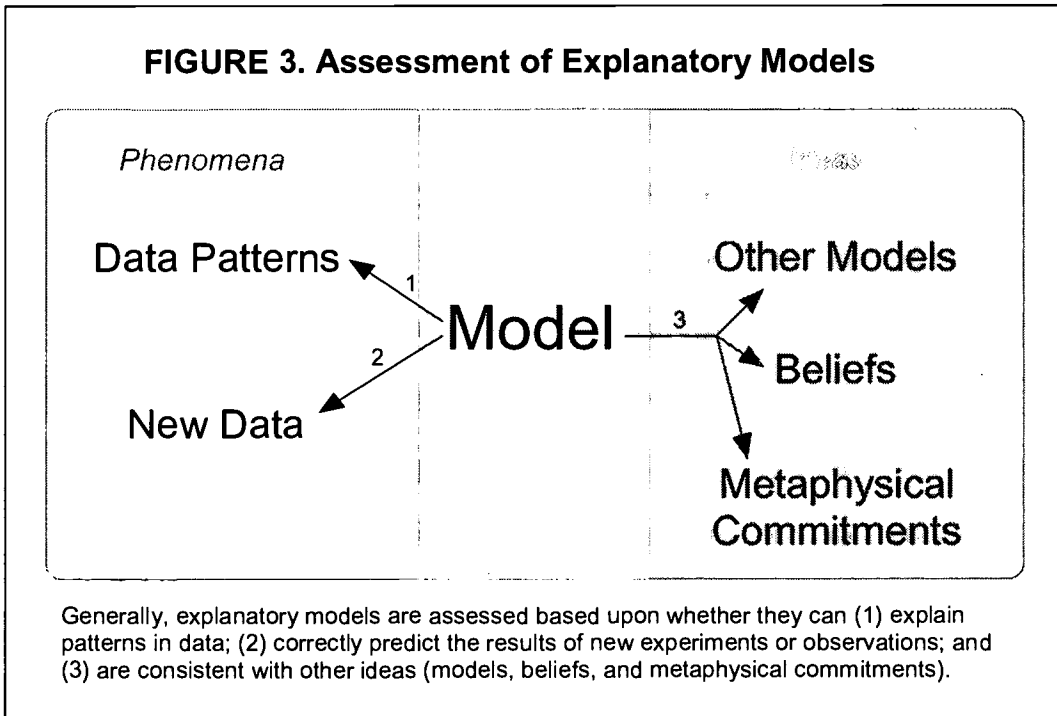 FIGURE 3. Assessment of Explanatory Models
Phenomena
Ideas
Data Patterns
Other Models
1
Model
3
2
Beliefs
New Data
Metaphysical
Commitments
Generally, explanatory models are assessed based upon whether they can (1) explain
patterns in data; (2) correctly predict the results of new experiments or observations; and
(3) are consistent with other ideas (models, beliefs, and metaphysical commitments).